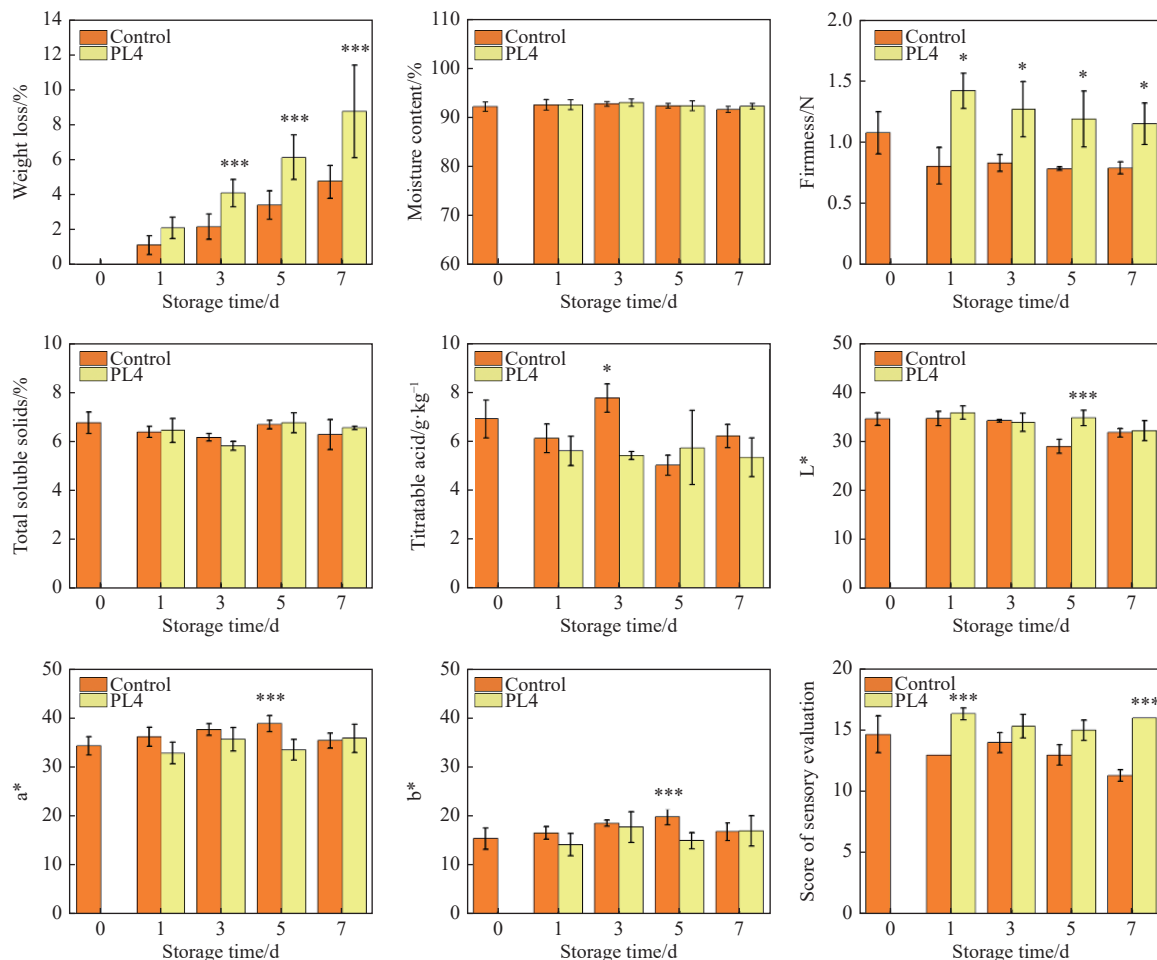 14
12
10
8
6
4
2
0
Weight loss/%
Control
PL4
***
***
***
0 1 3 5 7
Storage time/d
110
100
90
80
90
70
60
Moisture content/%
Control
PL4
0 1 3 5 7
Storage time/d
2.0
1.5
1.0
0.5
0
Firmness/N
Control
PL4
* * * *
0 1 3 5 7
Storage time/d
10
8
6
4
2
0
Total soluble solids/%
Control
PL4
0 1 3 5 7
Storage time/d
10
8
6
4
2
0
Titratable acid/g·kg⁻¹
Control
PL4
*
0 1 3 5 7
Storage time/d
50
40
30
20
10
0
L*
Control
PL4
***
0 1 3 5 7
Storage time/d
50
40
30
20
10
0
a*
Control
PL4
***
0 1 3 5 7
Storage time/d
50
40
30
20
10
0
b*
Control
PL4
***
0 1 3 5 7
Storage time/d
20
15
10
5
0
Score of sensory evaluation
Control
PL4
*** ***
0 1 3 5 7
Storage time/d